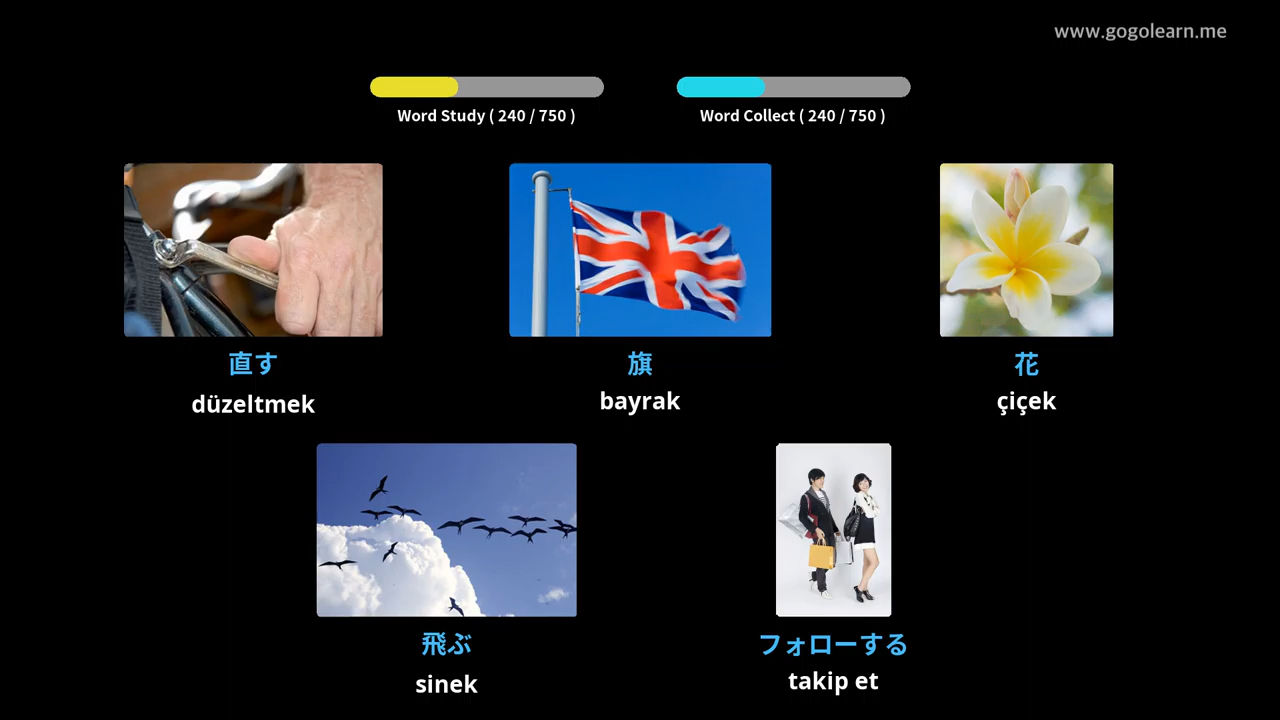 www.gogolearn.me
Word Study ( 240 / 750 )
Word Collect ( 240 / 750 )
直す
düzeltmek
旗
bayrak
花
çiçek
飛ぶ
sinek
フォローする
takip et